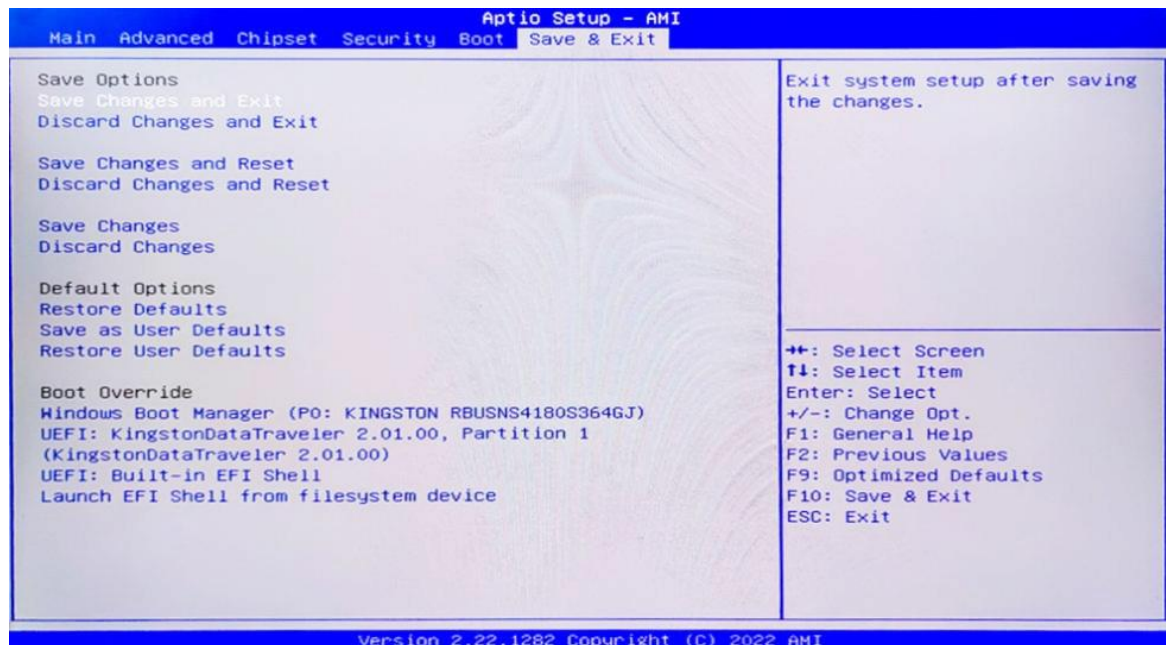 Aptio Setup – AMI
Main Advanced Chipset Security Boot Save & Exit
Save Options
Save Changes and Exit
Discard Changes and Exit
Save Changes and Reset
Discard Changes and Reset
Save Changes
Discard Changes
Default Options
Restore Defaults
Save as User Defaults
Restore User Defaults
Boot Override
Windows Boot Manager (P0: KINGSTON RBUSNS4180S364GJ)
UEFI: KingstonDataTraveler 2.01.00, Partition 1
(KingstonDataTraveler 2.01.00)
UEFI: Built-in EFI Shell
Launch EFI Shell from filesystem device
Exit system setup after saving
the changes.
→←: Select Screen
↑↓: Select Item
Enter: Select
+/-: Change Opt.
F1: General Help
F2: Previous Values
F9: Optimized Defaults
F10: Save & Exit
ESC: Exit
Version 2.22.1282 Copyright (C) 2022 AMI